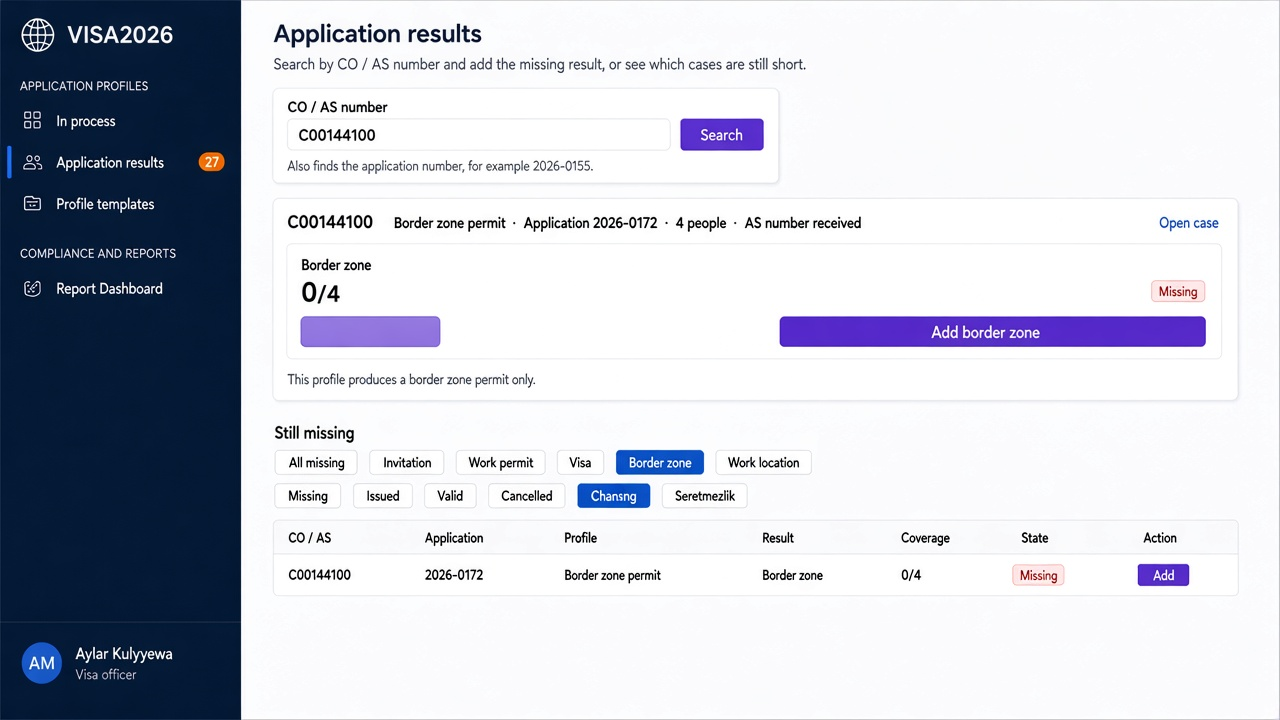 VISA2026
APPLICATION PROFILES
In process
Application results 27
Profile templates
COMPLIANCE AND REPORTS
Report Dashboard
AM
Aylar Kulyyewa
Visa officer
Application results
Search by CO / AS number and add the missing result, or see which cases are still short.
CO / AS number
C00144100 Search
Also finds the application number, for example 2026-0155.
C00144100 Border zone permit · Application 2026-0172 · 4 people · AS number received Open case
Border zone
0/4 Missing
Add border zone
This profile produces a border zone permit only.
Still missing
All missing Invitation Work permit Visa Border zone Work location
Missing Issued Valid Cancelled Chansng Seretmezlik
CO / AS Application Profile Result Coverage State Action
C00144100 2026-0172 Border zone permit Border zone 0/4 Missing Add